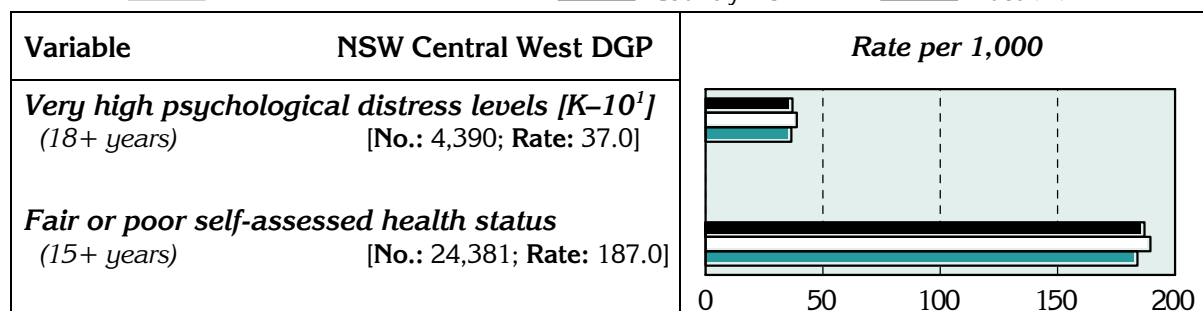 Variable NSW Central West DGP Rate per 1,000
Very high psychological distress levels [K–10¹]
(18+ years) [No.: 4,390; Rate: 37.0]
Fair or poor self-assessed health status
(15+ years) [No.: 24,381; Rate: 187.0]
0 50 100 150 200